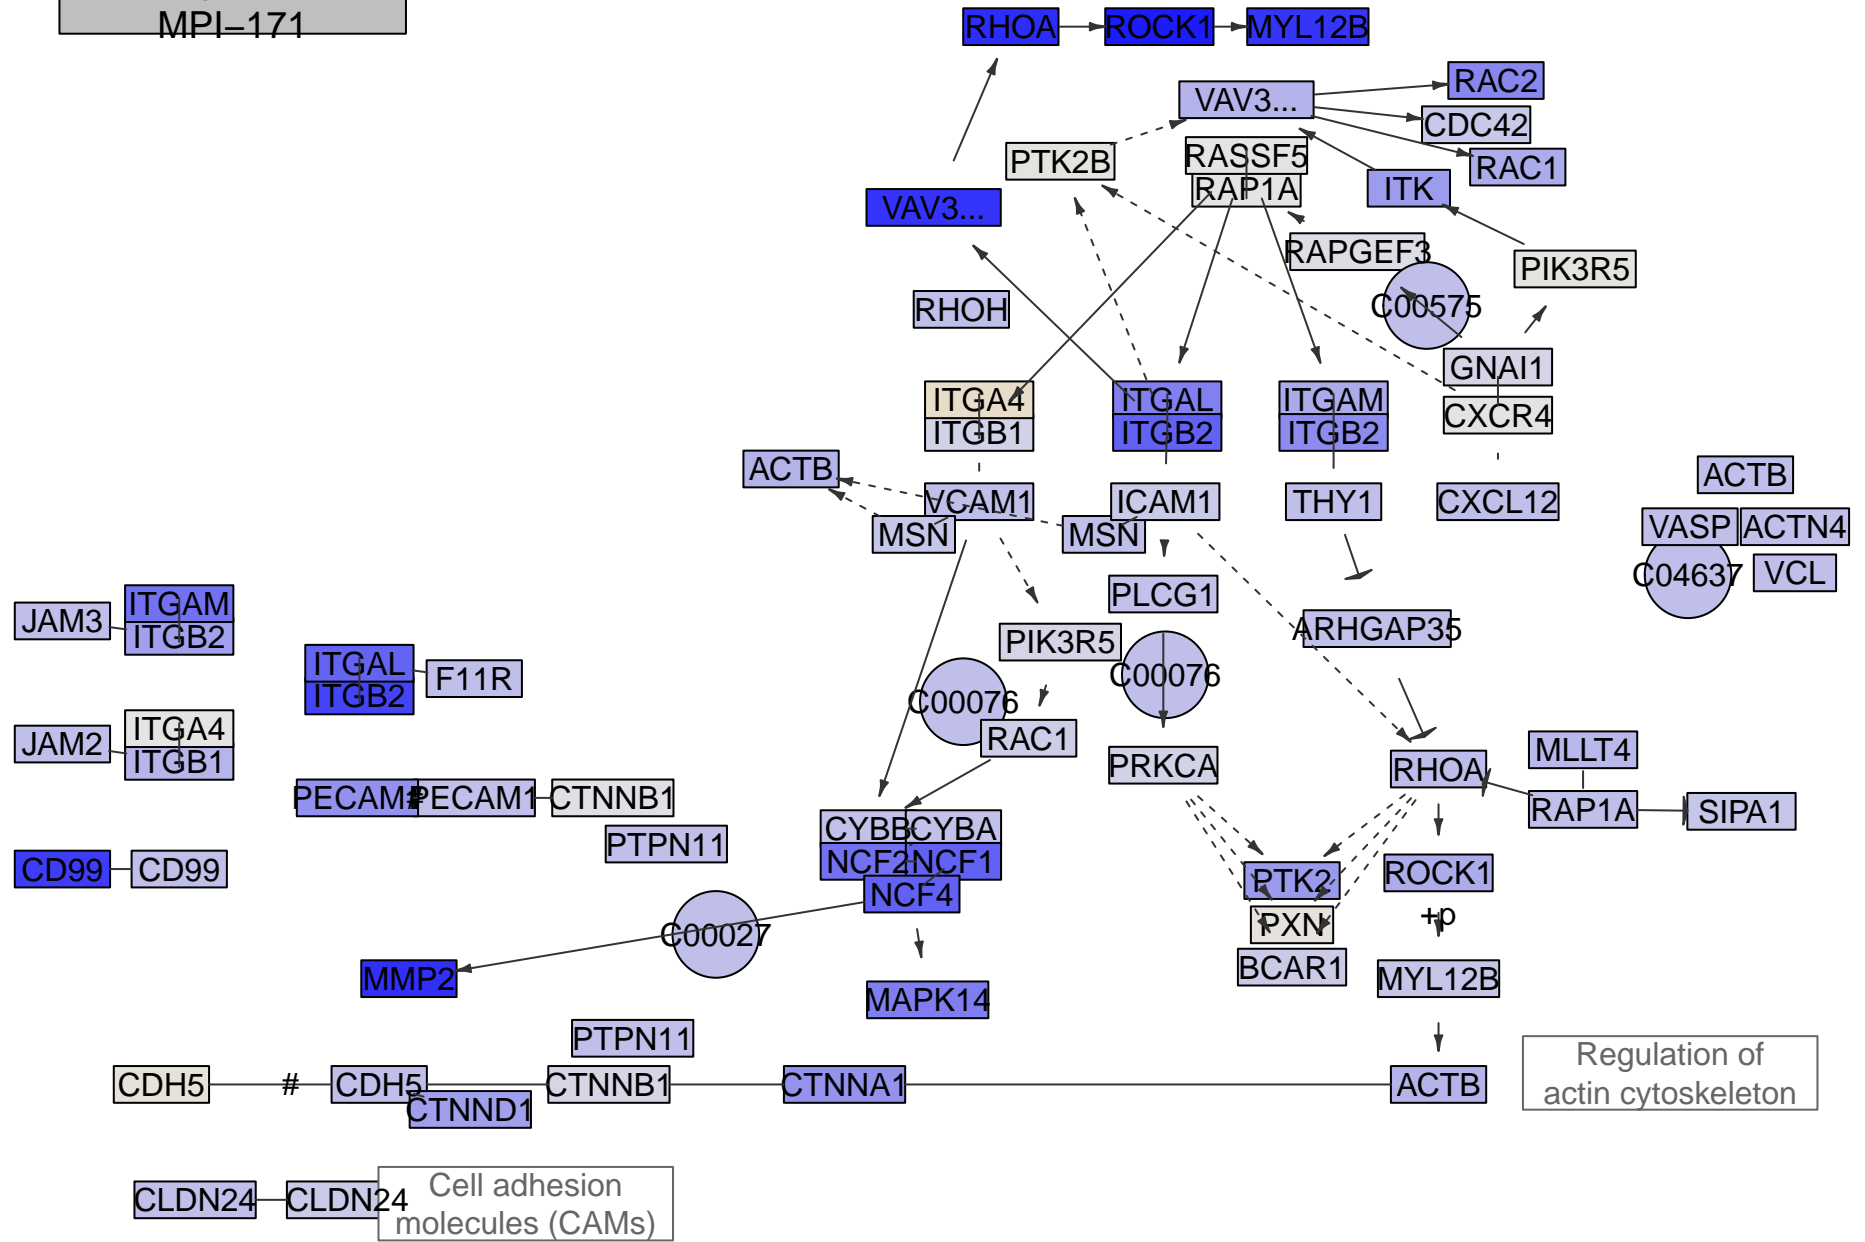 MPI−171
RHOA
ROCK1
MYL12B
RAC2
VAV3...
CDC42
PTK2B
RASSF5
RAC1
RAP1A
ITK
VAV3...
RAPGEF3
PIK3R5
RHOH
C00575
GNAI1
ITGA4
ITGAL
ITGAM
CXCR4
ITGB1
ITGB2
ITGB2
ACTB
ACTB
VCAM1
ICAM1
THY1
CXCL12
MSN
MSN
VASP
ACTN4
C04637
VCL
PLCG1
ITGAM
JAM3
ITGB2
ARHGAP35
PIK3R5
ITGAL
F11R
C00076
ITGB2
C00076
ITGA4
JAM2
RAC1
MLLT4
ITGB1
PRKCA
RHOA
PECAM1
#
PECAM1
CTNNB1
RAP1A
SIPA1
CYBB
CYBA
PTPN11
CD99
CD99
NCF2
NCF1
ROCK1
PTK2
NCF4
+p
PXN
C00027
BCAR1
MMP2
MYL12B
MAPK14
PTPN11
Regulation of
actin cytoskeleton
CDH5
#
CDH5
CTNNB1
CTNNA1
ACTB
CTNND1
CLDN24
CLDN24
Cell adhesion
molecules (CAMs)